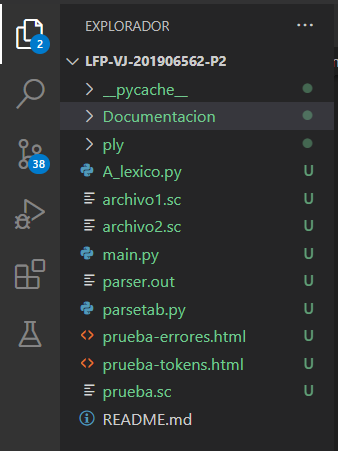 EXPLORADOR ...
LFP-VJ-201906562-P2
2
__pycache__
Documentacion
ply
38
A_lexico.py U
archivo1.sc U
archivo2.sc U
main.py U
parser.out U
parsetab.py U
prueba-errores.html U
prueba-tokens.html U
prueba.sc U
README.md